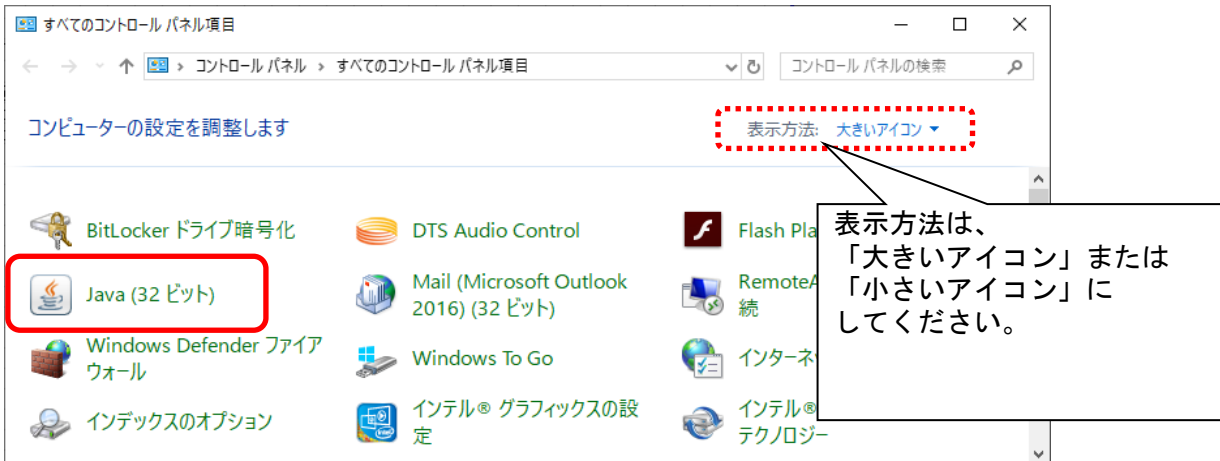 すべてのコントロール パネル項目
コントロール パネル › すべてのコントロール パネル項目
コントロール パネルの検索
コンピューターの設定を調整します
表示方法: 大きいアイコン
BitLocker ドライブ暗号化
DTS Audio Control
Flash Pla
Java (32 ビット)
Mail (Microsoft Outlook
2016) (32 ビット)
RemoteA
続
Windows Defender ファイア
ウォール
Windows To Go
インターネッ
インデックスのオプション
インテル® グラフィックスの設
定
インテル®
テクノロジー
表示方法は、
「大きいアイコン」または
「小さいアイコン」に
してください。